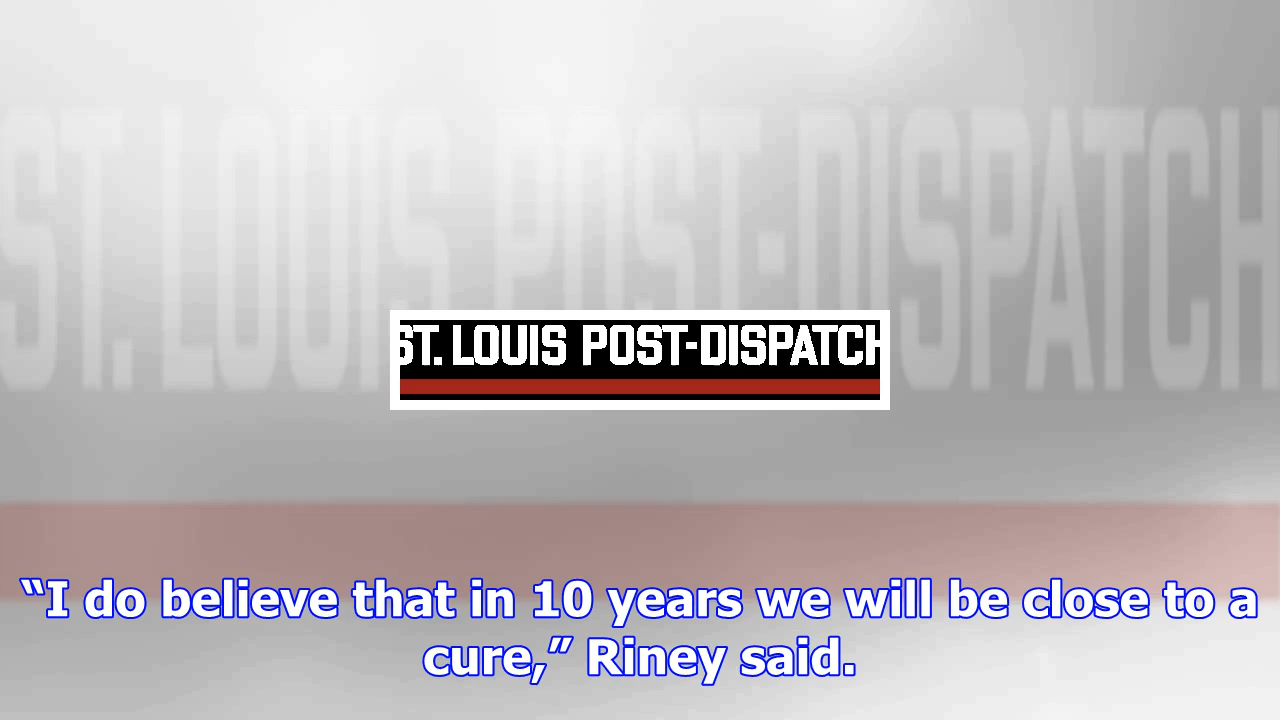 ST. LOUIS POST-DISPATCH
ST. LOUIS POST-DISPATCH
“I do believe that in 10 years we will be close to a
cure,” Riney said.